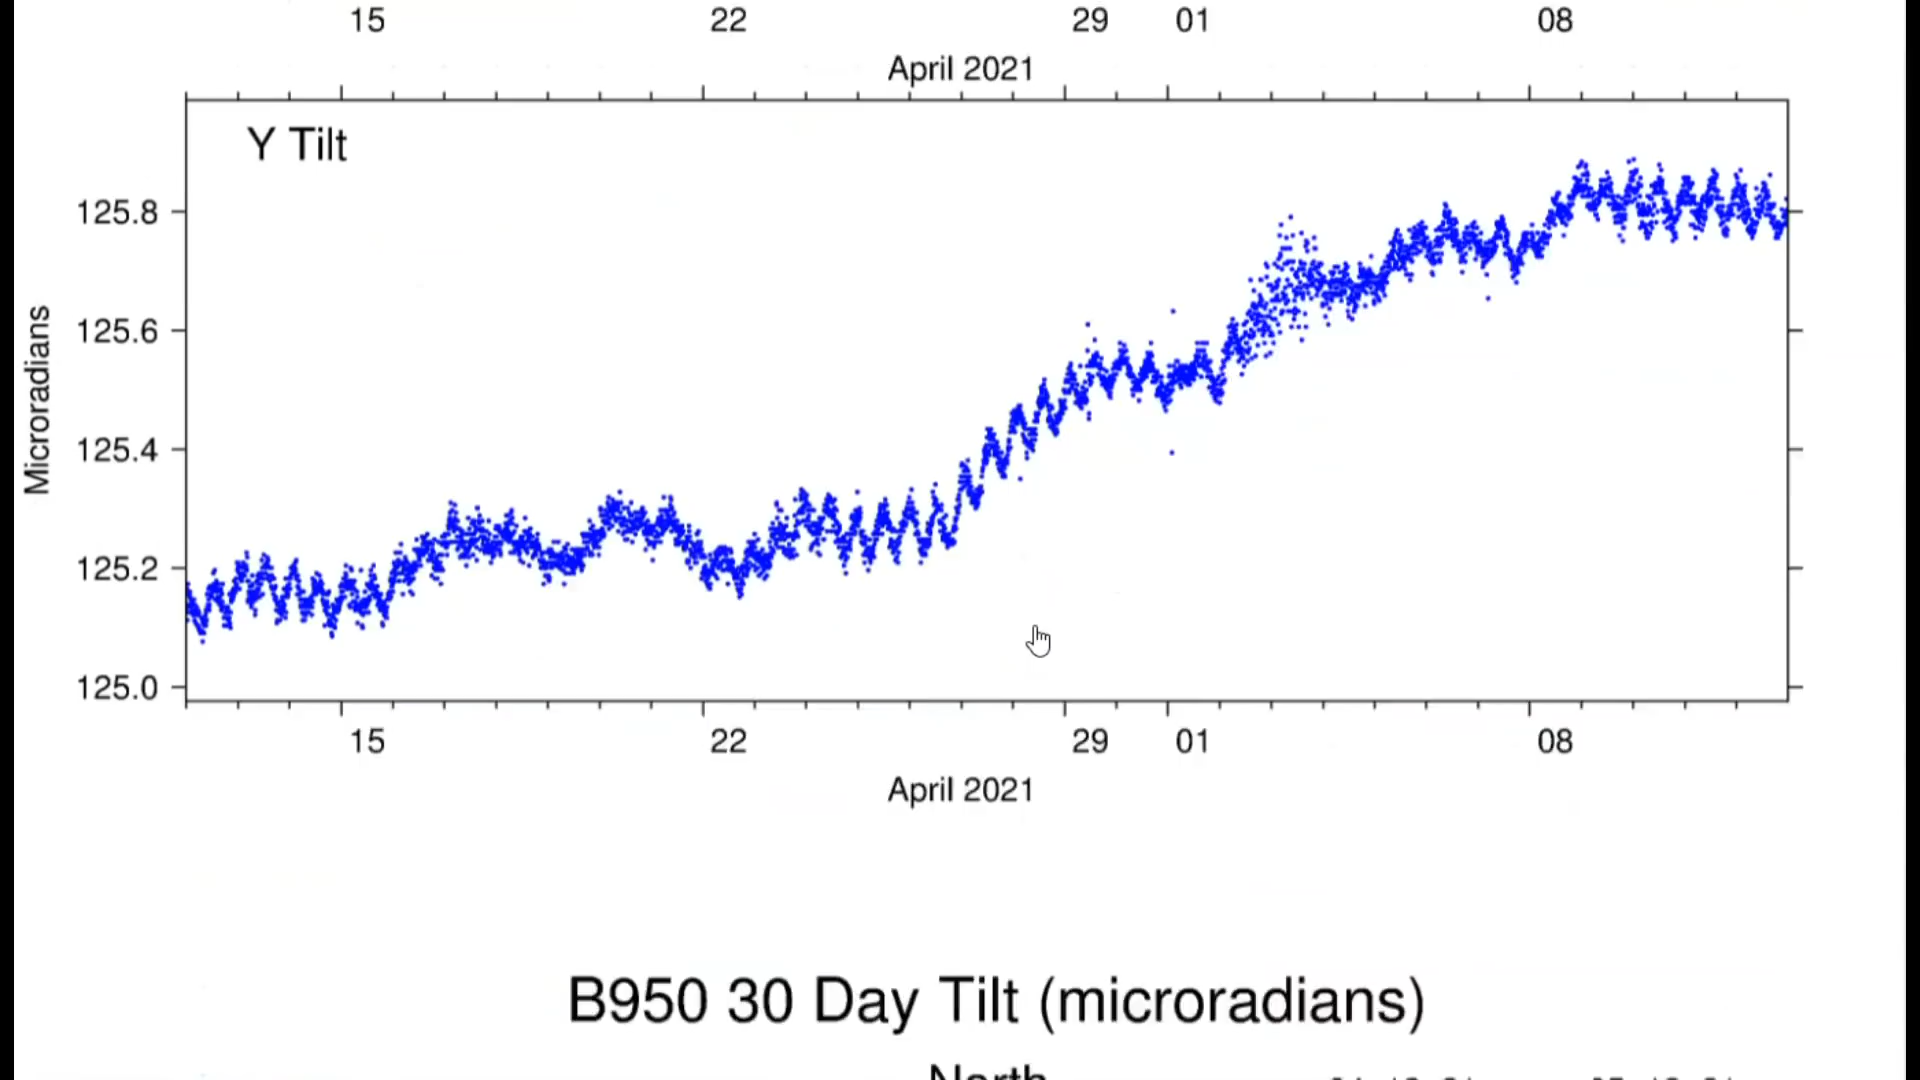 15 22 29 01 08
April 2021
Y Tilt
125.8
125.6
125.4
125.2
125.0
Microradians
15 22 29 01 08
April 2021
B950 30 Day Tilt (microradians)
North